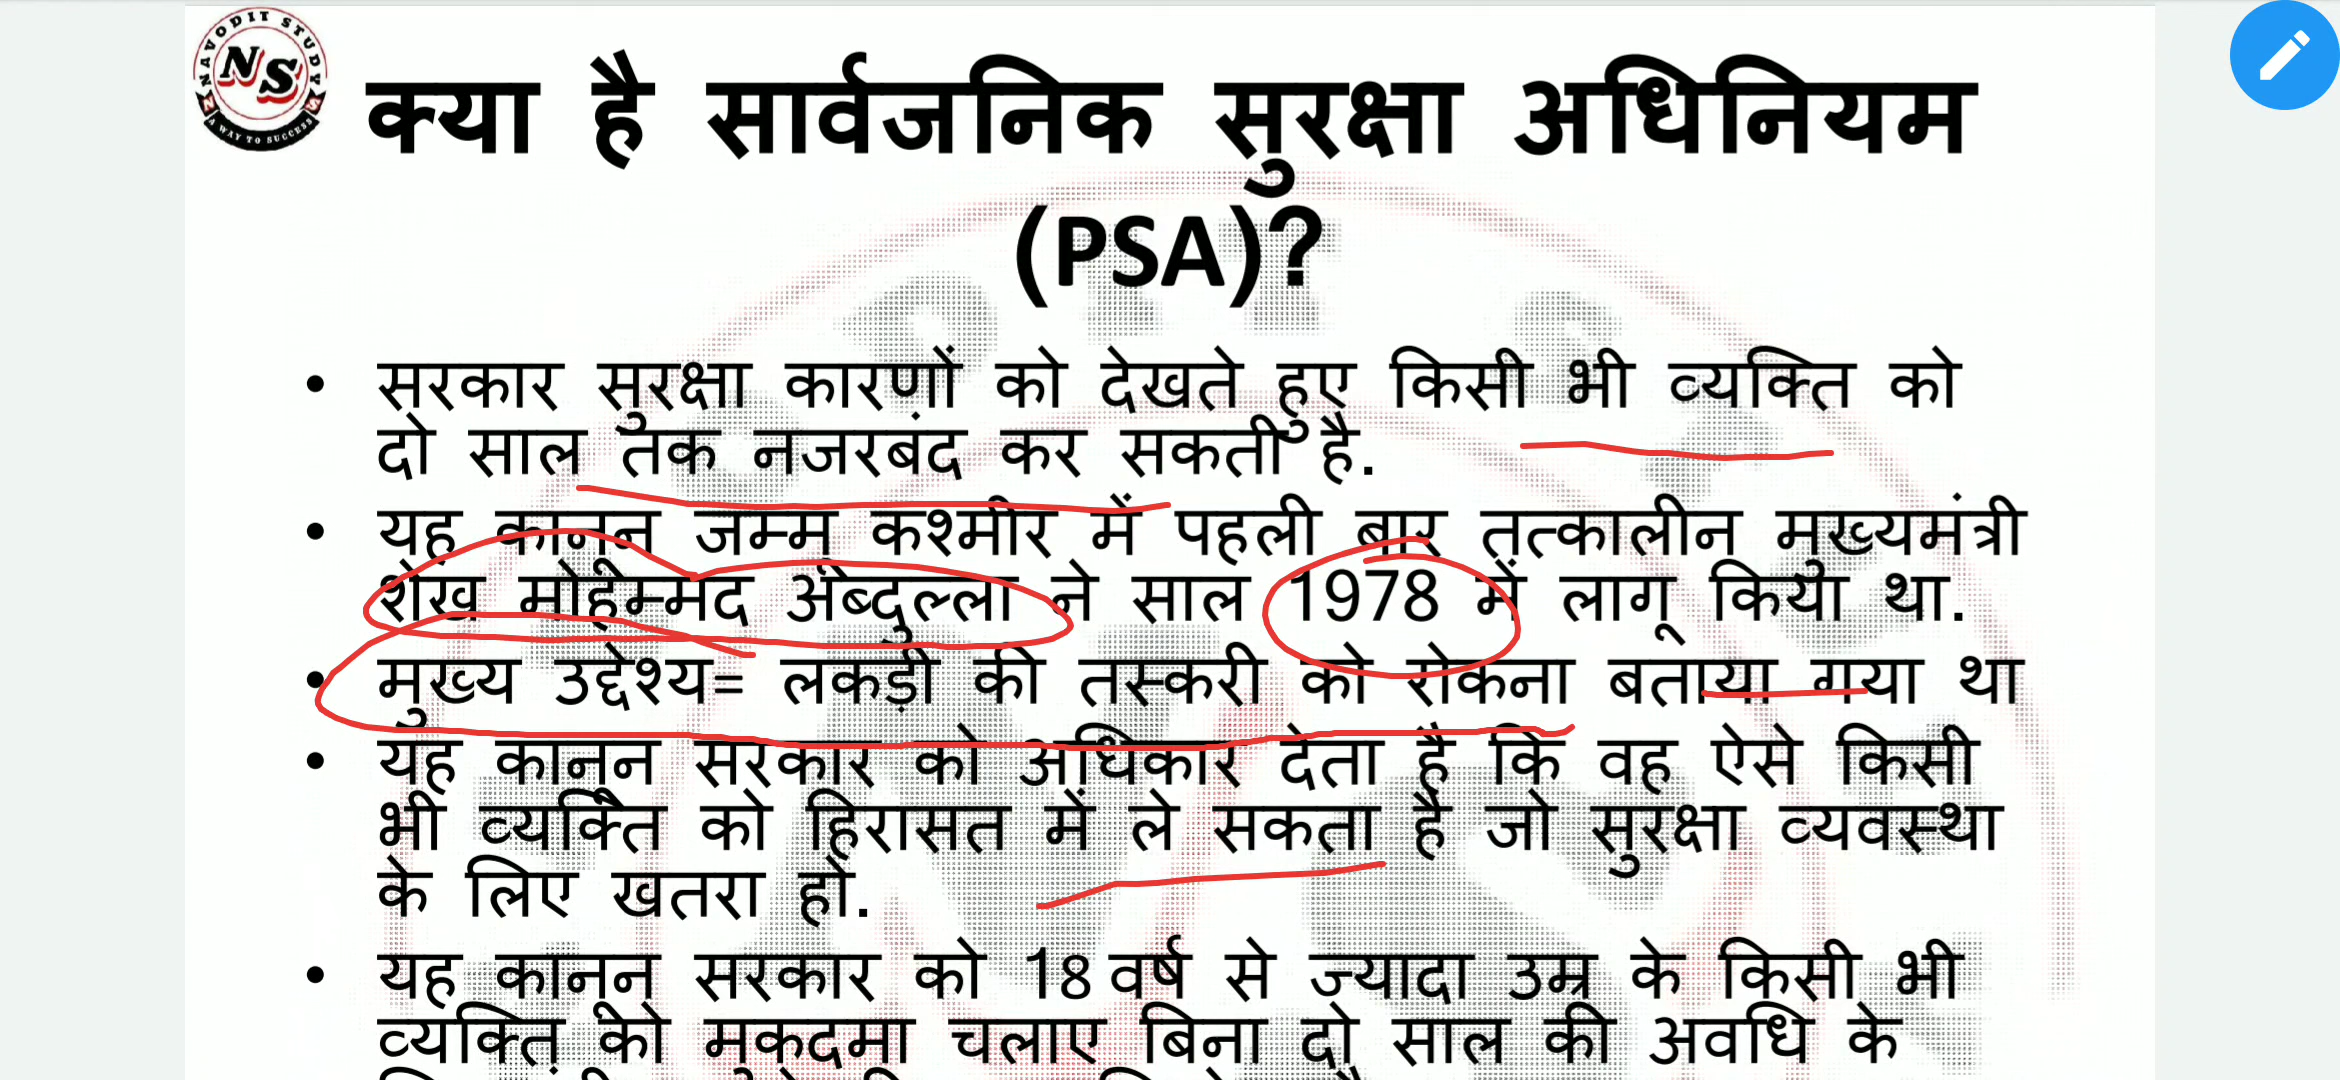 NAVODIT STUDY
NS
A WAY TO SUCCESS
क्या है सार्वजनिक सुरक्षा अधिनियम
(PSA)?
• सरकार सुरक्षा कारणों को देखते हुए किसी भी व्यक्ति को
दो साल तक नजरबंद कर सकती है.
• यह कानून जम्मू कश्मीर में पहली बार तत्कालीन मुख्यमंत्री
शेख मोहम्मद अब्दुल्ला ने साल 1978 में लागू किया था.
• मुख्य उद्देश्य= लकड़ी की तस्करी को रोकना बताया गया था
• यह कानून सरकार को अधिकार देता है कि वह ऐसे किसी
भी व्यक्ति को हिरासत में ले सकता है जो सुरक्षा व्यवस्था
के लिए खतरा हो.
• यह कानून सरकार को 18 वर्ष से ज्यादा उम्र के किसी भी
व्यक्ति को मुकदमा चलाए बिना दो साल की अवधि के